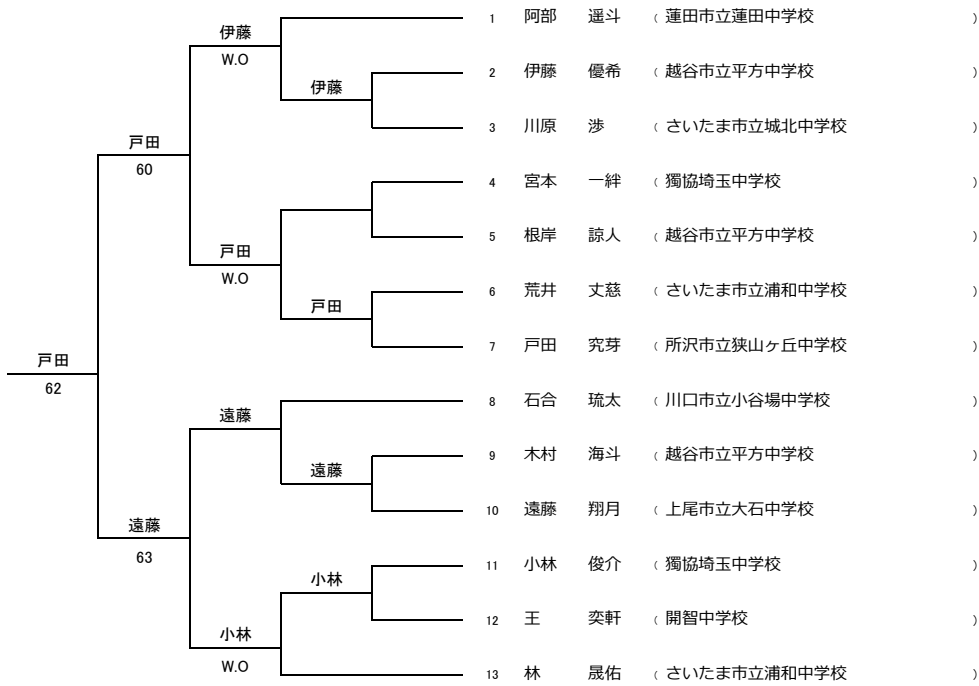 1 阿部 遥斗 ( 蓮田市立蓮田中学校 )
伊藤
W.O
2 伊藤 優希 ( 越谷市立平方中学校 )
伊藤
3 川原 渉 ( さいたま市立城北中学校 )
戸田
60
4 宮本 一絆 ( 獨協埼玉中学校 )
5 根岸 諒人 ( 越谷市立平方中学校 )
戸田
W.O
6 荒井 丈慈 ( さいたま市立浦和中学校 )
戸田
7 戸田 究芽 ( 所沢市立狭山ヶ丘中学校 )
戸田
62
8 石合 琉太 ( 川口市立小谷場中学校 )
遠藤
9 木村 海斗 ( 越谷市立平方中学校 )
遠藤
10 遠藤 翔月 ( 上尾市立大石中学校 )
遠藤
63
11 小林 俊介 ( 獨協埼玉中学校 )
小林
12 王 奕軒 ( 開智中学校 )
小林
W.O
13 林 晟佑 ( さいたま市立浦和中学校 )